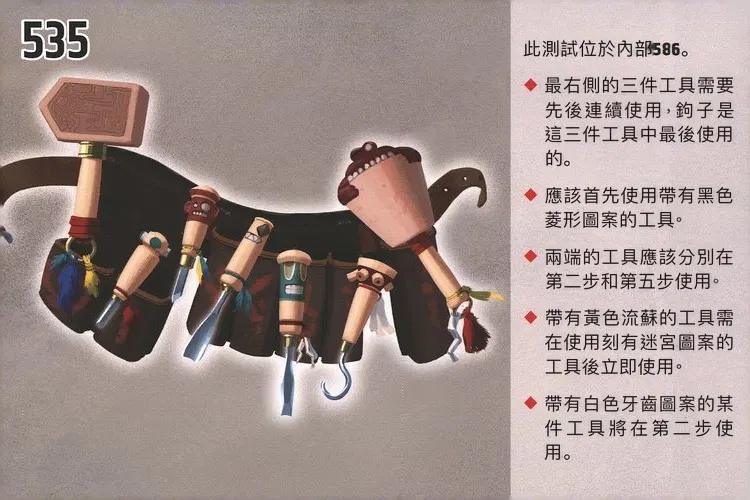 535
此測試位於內部586。
最右側的三件工具需要
先後連續使用，鉤子是
這三件工具中最後使用
的。
應該首先使用帶有黑色
菱形圖案的工具。
兩端的工具應該分別在
第二步和第五步使用。
帶有黃色流蘇的工具需
在使用刻有迷宮圖案的
工具後立即使用。
帶有白色牙齒圖案的某
件工具將在第二步使
用。